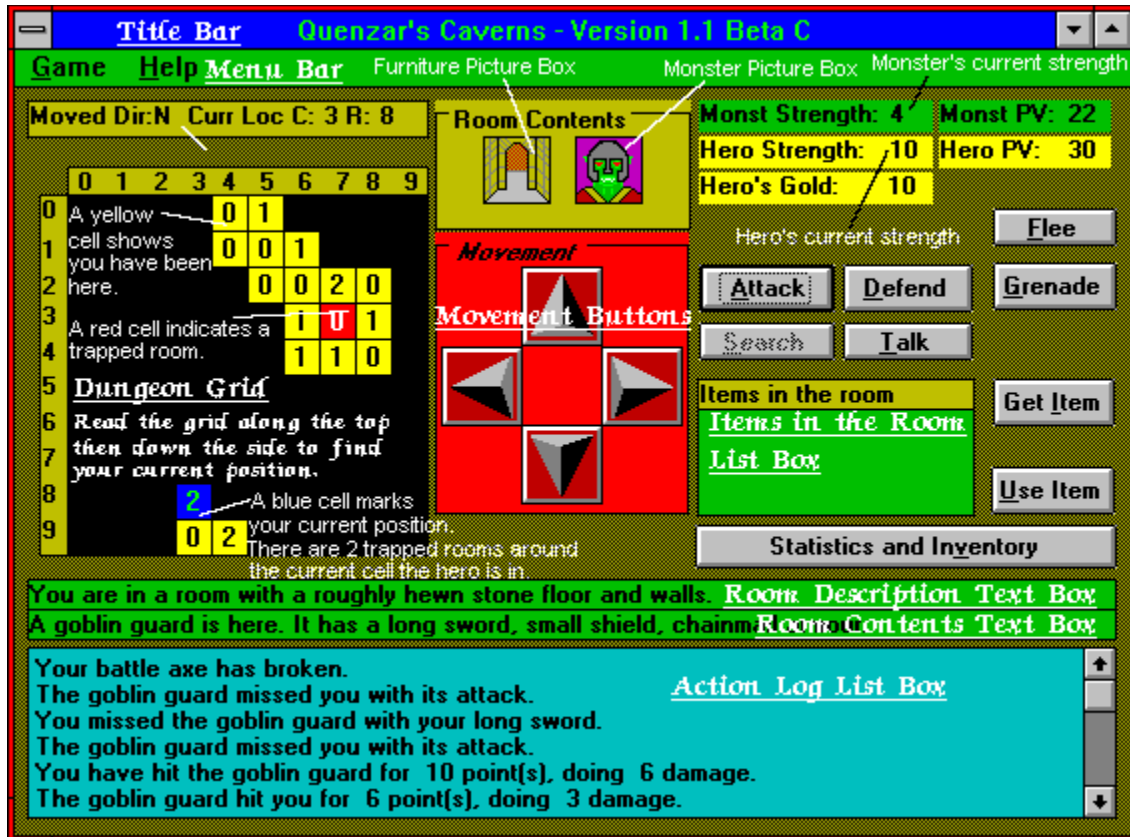 Title Bar Quenzar's Caverns - Version 1.1 Beta C
Game Help Menu Bar Furniture Picture Box Monster Picture Box Monster's current strength
Moved Dir:N Curr Loc C: 3 R: 8
Room Contents
Monst Strength: 4 Monst PV: 22
Hero Strength: 10 Hero PV: 30
Hero's Gold: 10
Hero's current strength
Flee
0 1 2 3 4 5 6 7 8 9
0 A yellow 0 1
1 cell shows 0 0 1
you have been
2 here. 0 0 2 0
3 A red cell indicates a 1 0 1
4 trapped room. 1 1 0
5 Dungeon Grid
6 Read the grid along the top
7 then down the side to find
your current position.
8 2 A blue cell marks
9 0 2 your current position.
There are 2 trapped rooms around
the current cell the hero is in.
Movement
Movement Buttons
Attack Defend Grenade
Search Talk
Items in the room
Items in the Room
List Box
Get Item
Use Item
Statistics and Inventory
You are in a room with a roughly hewn stone floor and walls. Room Description Text Box
A goblin guard is here. It has a long sword, small shield, Room Contents Text Box
Your battle axe has broken.
The goblin guard missed you with its attack.
Action Log List Box
You missed the goblin guard with your long sword.
The goblin guard missed you with its attack.
You have hit the goblin guard for 10 point(s), doing 6 damage.
The goblin guard hit you for 6 point(s), doing 3 damage.